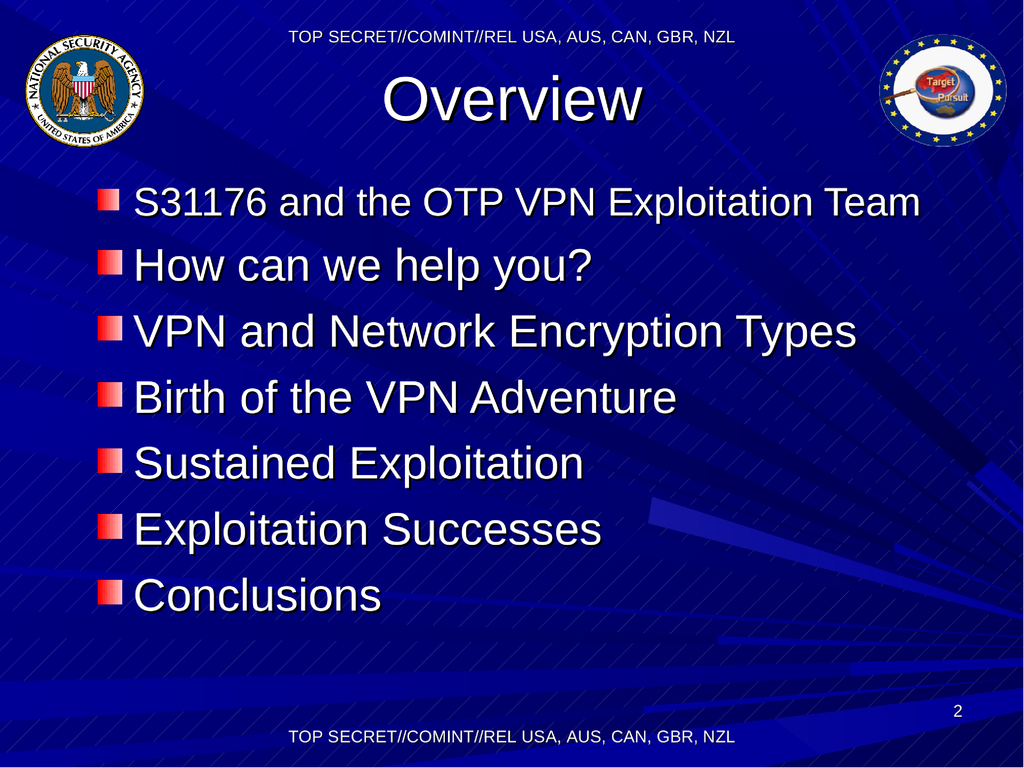 TOP SECRET//COMINT//REL USA, AUS, CAN, GBR, NZL
NATIONAL SECURITY AGENCY
UNITED STATES OF AMERICA
Overview
Target
Pursuit
S31176 and the OTP VPN Exploitation Team
How can we help you?
VPN and Network Encryption Types
Birth of the VPN Adventure
Sustained Exploitation
Exploitation Successes
Conclusions
2
TOP SECRET//COMINT//REL USA, AUS, CAN, GBR, NZL